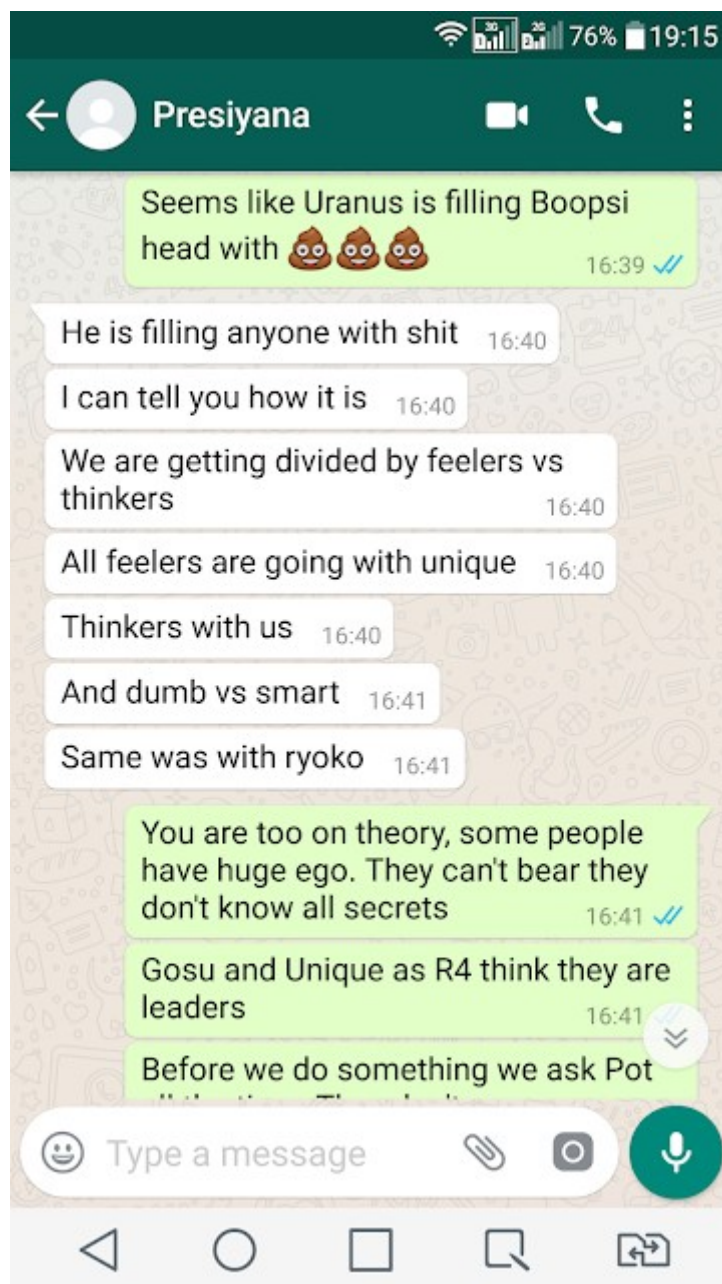 76% 19:15
Presiyana
Seems like Uranus is filling Boopsi
head with 💩💩💩
16:39
He is filling anyone with shit 16:40
I can tell you how it is 16:40
We are getting divided by feelers vs
thinkers 16:40
All feelers are going with unique 16:40
Thinkers with us 16:40
And dumb vs smart 16:41
Same was with ryoko 16:41
You are too on theory, some people
have huge ego. They can't bear they
don't know all secrets 16:41
Gosu and Unique as R4 think they are
leaders 16:41
Before we do something we ask Pot
Type a message